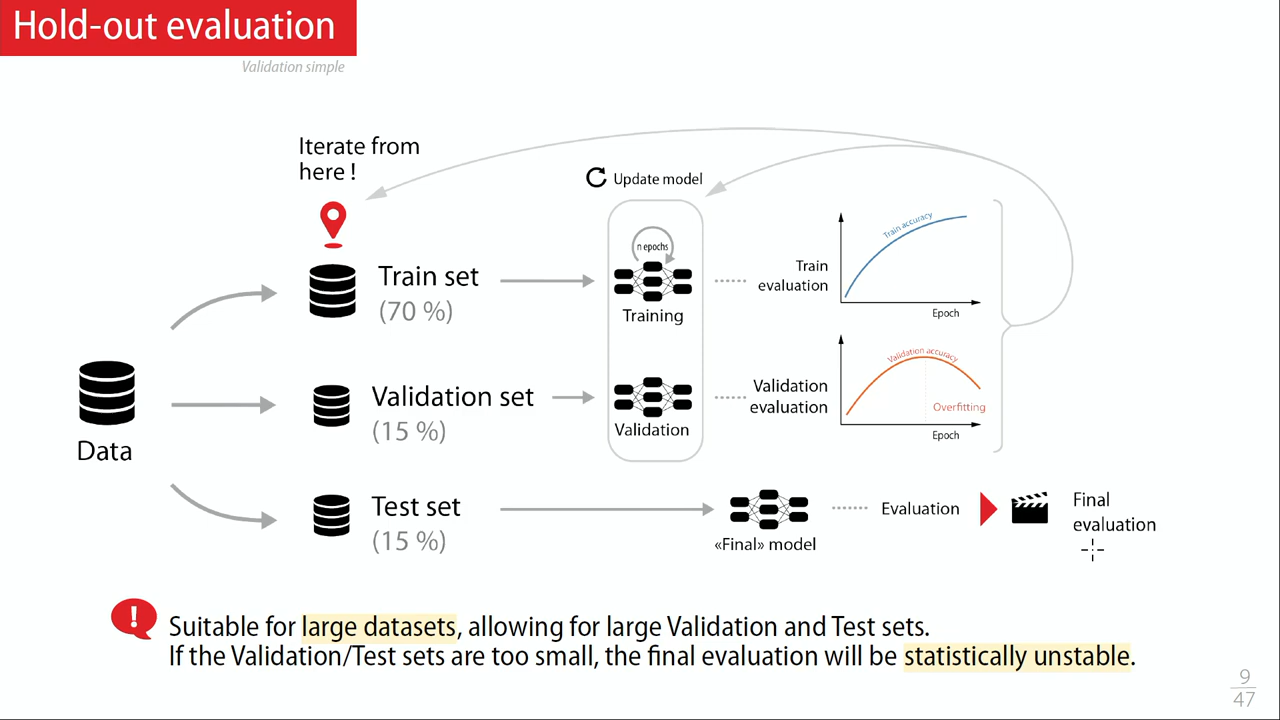 Hold-out evaluation
Validation simple
Iterate from
here !
Update model
n epochs
Train set
(70 %)
Training
Train
evaluation
Train accuracy
Epoch
Data
Validation set
(15 %)
Validation
Validation
evaluation
Validation accuracy
Overfitting
Epoch
Test set
(15 %)
«Final» model
Evaluation
Final
evaluation
!
Suitable for large datasets, allowing for large Validation and Test sets.
If the Validation/Test sets are too small, the final evaluation will be statistically unstable.
9
47